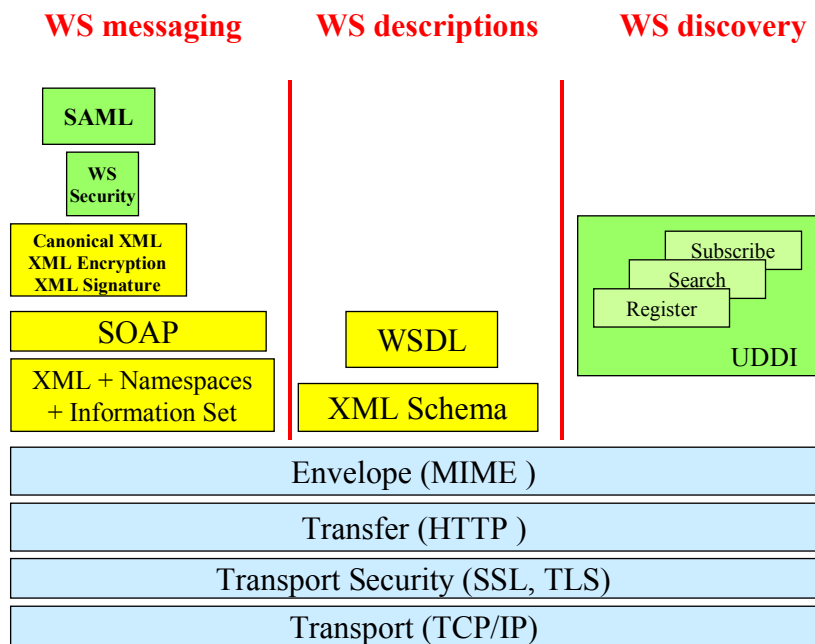 WS messaging
WS descriptions
WS discovery
SAML
WS
Security
Canonical XML
XML Encryption
XML Signature
SOAP
XML + Namespaces
+ Information Set
WSDL
XML Schema
Subscribe
Search
Register
UDDI
Envelope (MIME )
Transfer (HTTP )
Transport Security (SSL, TLS)
Transport (TCP/IP)